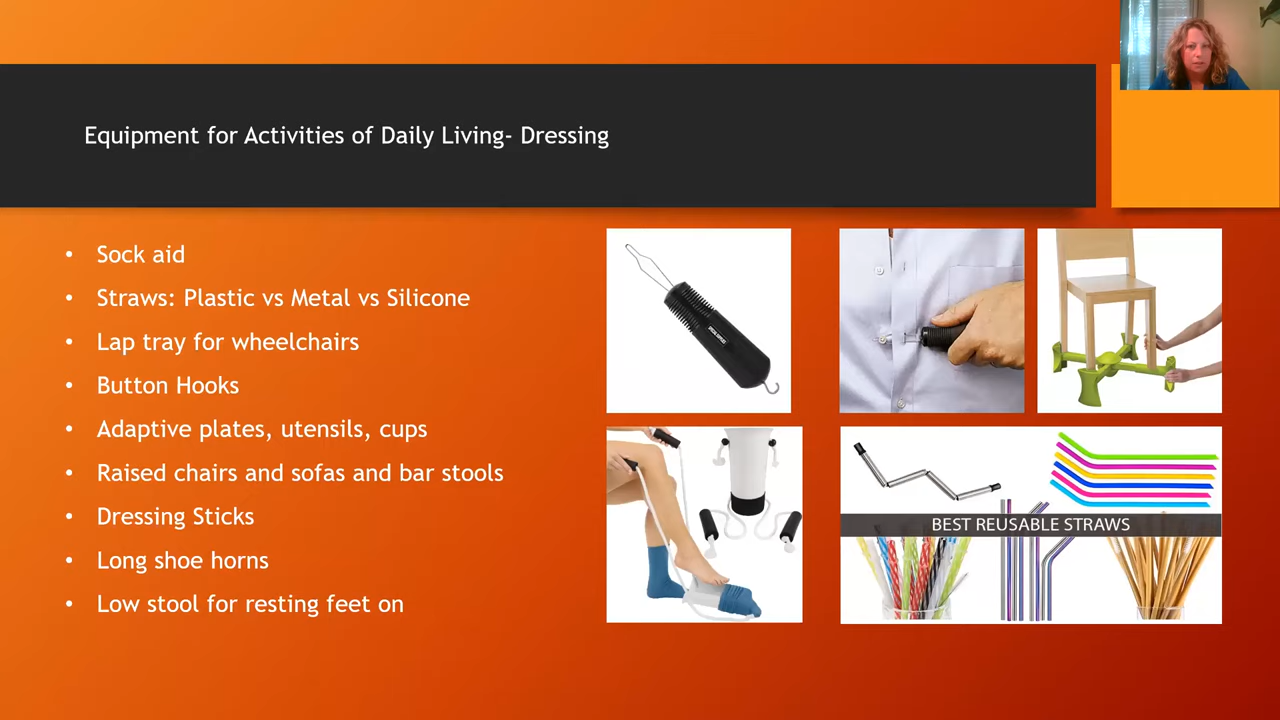 Equipment for Activities of Daily Living- Dressing
• Sock aid
• Straws: Plastic vs Metal vs Silicone
• Lap tray for wheelchairs
• Button Hooks
• Adaptive plates, utensils, cups
• Raised chairs and sofas and bar stools
• Dressing Sticks
• Long shoe horns
• Low stool for resting feet on
BEST REUSABLE STRAWS